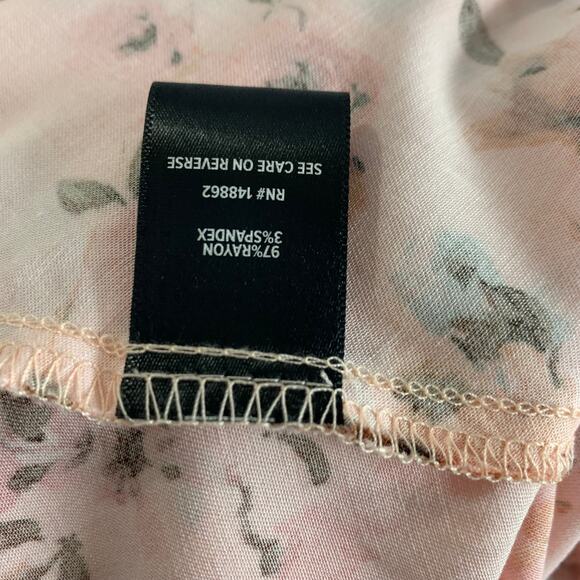 97%RAYON
3%SPANDEX
RN# 148862
SEE CARE ON REVERSE